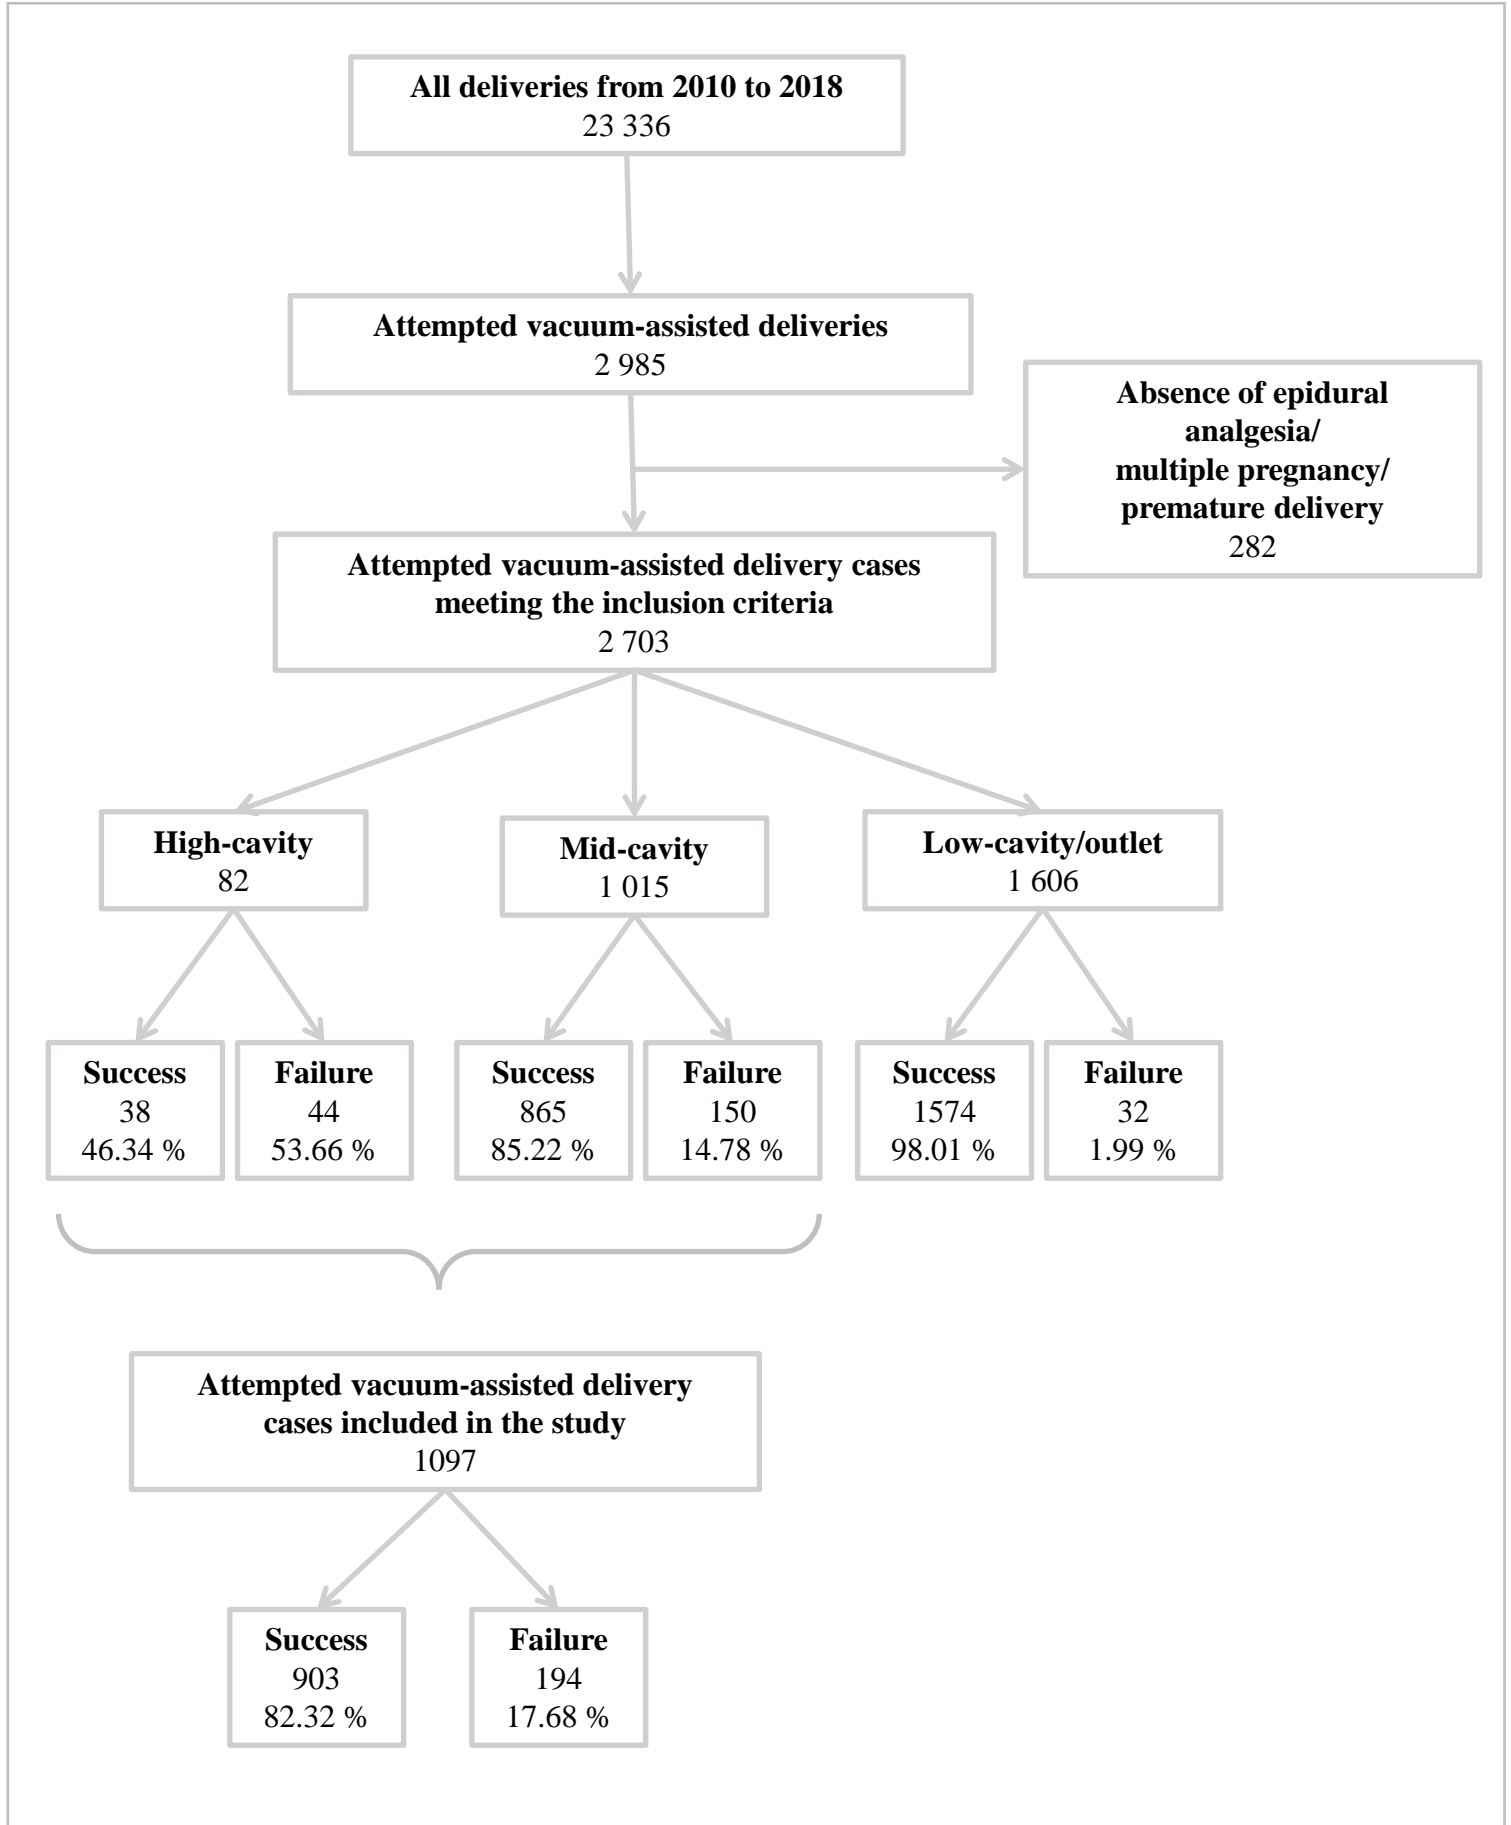 All deliveries from 2010 to 2018
23 336
Attempted vacuum-assisted deliveries
2 985
Absence of epidural
analgesia/
multiple pregnancy/
premature delivery
282
Attempted vacuum-assisted delivery cases
meeting the inclusion criteria
2 703
High-cavity
82
Mid-cavity
1 015
Low-cavity/outlet
1 606
Success
38
46.34 %
Failure
44
53.66 %
Success
865
85.22 %
Failure
150
14.78 %
Success
1574
98.01 %
Failure
32
1.99 %
Attempted vacuum-assisted delivery
cases included in the study
1097
Success
903
82.32 %
Failure
194
17.68 %